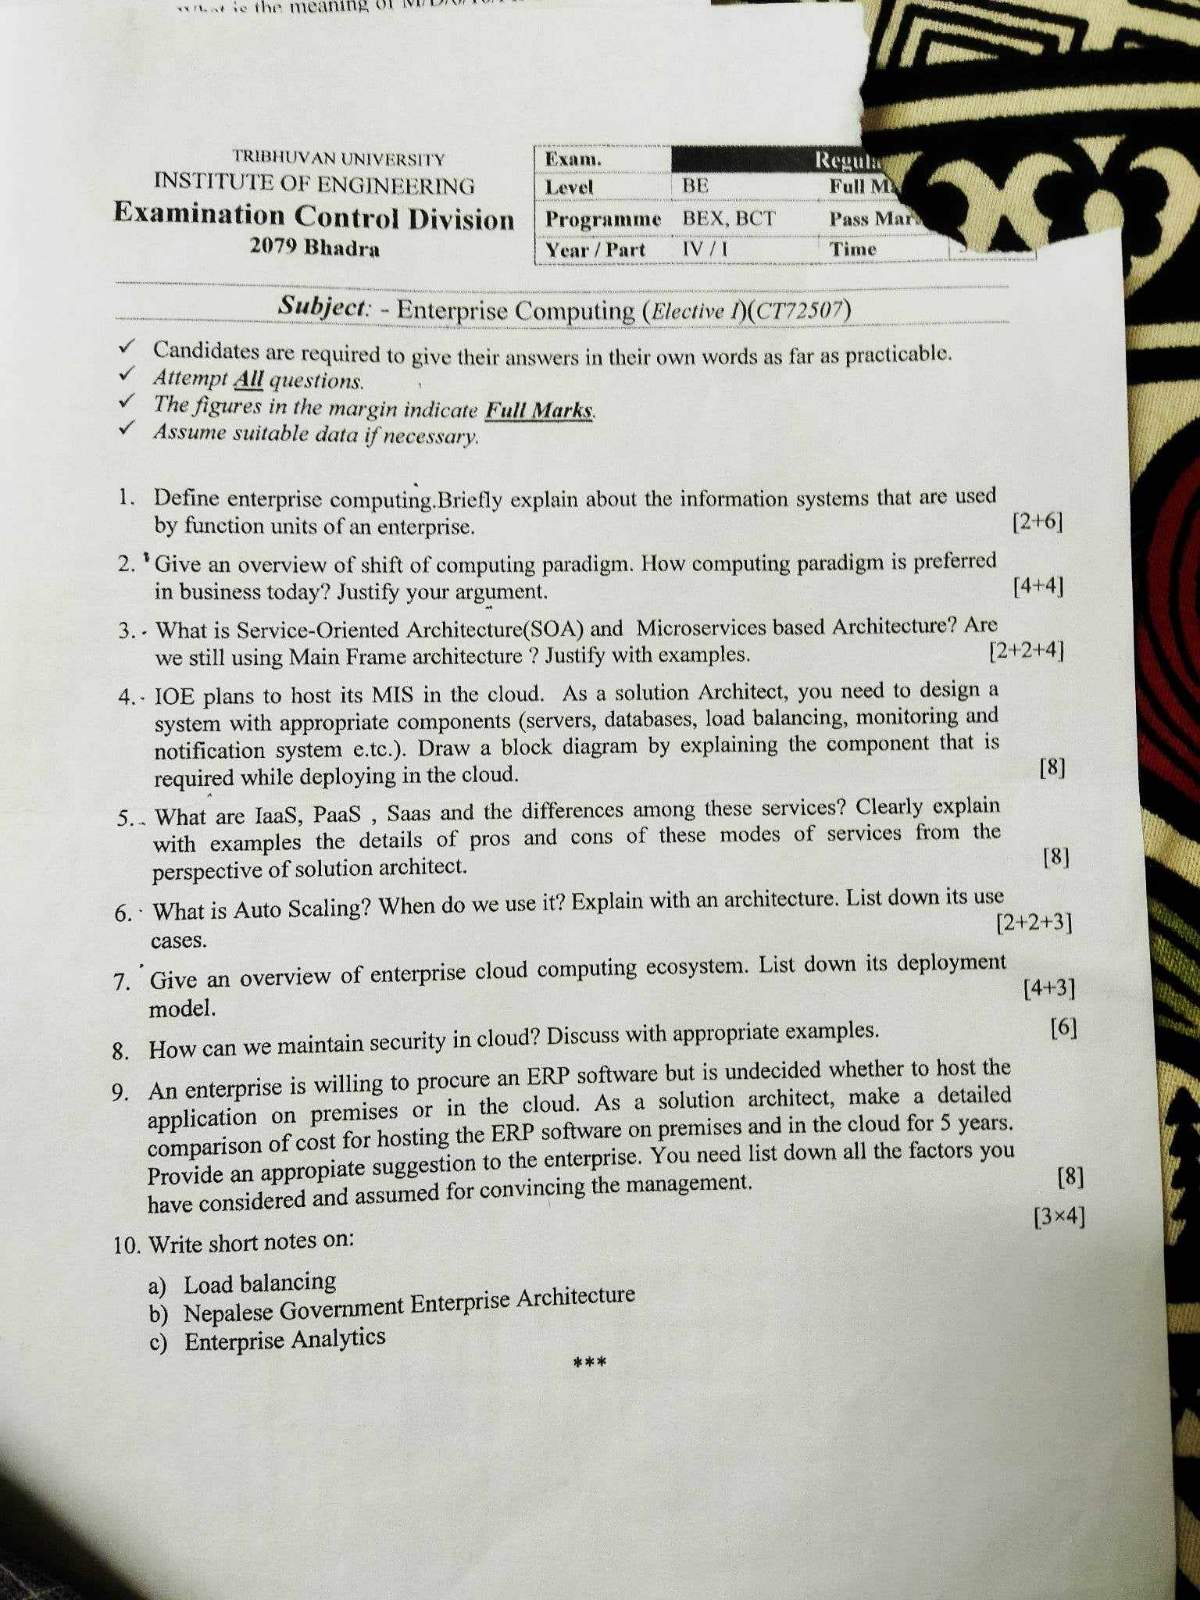 is the meaning of
TRIBHUVAN UNIVERSITY
INSTITUTE OF ENGINEERING
Examination Control Division
2079 Bhadra
Exam.
Level BE Full
Programme BEX, BCT Pass
Year / Part IV / I Time
Subject: - Enterprise Computing (Elective I)(CT72507)
✓ Candidates are required to give their answers in their own words as far as practicable.
✓ Attempt All questions.
✓ The figures in the margin indicate Full Marks.
✓ Assume suitable data if necessary.
1. Define enterprise computing.Briefly explain about the information systems that are used
by function units of an enterprise. [2+6]
2. Give an overview of shift of computing paradigm. How computing paradigm is preferred
in business today? Justify your argument. [4+4]
3. What is Service-Oriented Architecture(SOA) and Microservices based Architecture? Are
we still using Main Frame architecture ? Justify with examples. [2+2+4]
4. IOE plans to host its MIS in the cloud. As a solution Architect, you need to design a
system with appropriate components (servers, databases, load balancing, monitoring and
notification system e.tc.). Draw a block diagram by explaining the component that is
required while deploying in the cloud. [8]
5. What are IaaS, PaaS , Saas and the differences among these services? Clearly explain
with examples the details of pros and cons of these modes of services from the
perspective of solution architect. [8]
6. What is Auto Scaling? When do we use it? Explain with an architecture. List down its use
cases. [2+2+3]
7. Give an overview of enterprise cloud computing ecosystem. List down its deployment
model. [4+3]
8. How can we maintain security in cloud? Discuss with appropriate examples. [6]
9. An enterprise is willing to procure an ERP software but is undecided whether to host the
application on premises or in the cloud. As a solution architect, make a detailed
comparison of cost for hosting the ERP software on premises and in the cloud for 5 years.
Provide an appropiate suggestion to the enterprise. You need list down all the factors you
have considered and assumed for convincing the management. [8]
10. Write short notes on: [3×4]
a) Load balancing
b) Nepalese Government Enterprise Architecture
c) Enterprise Analytics
***